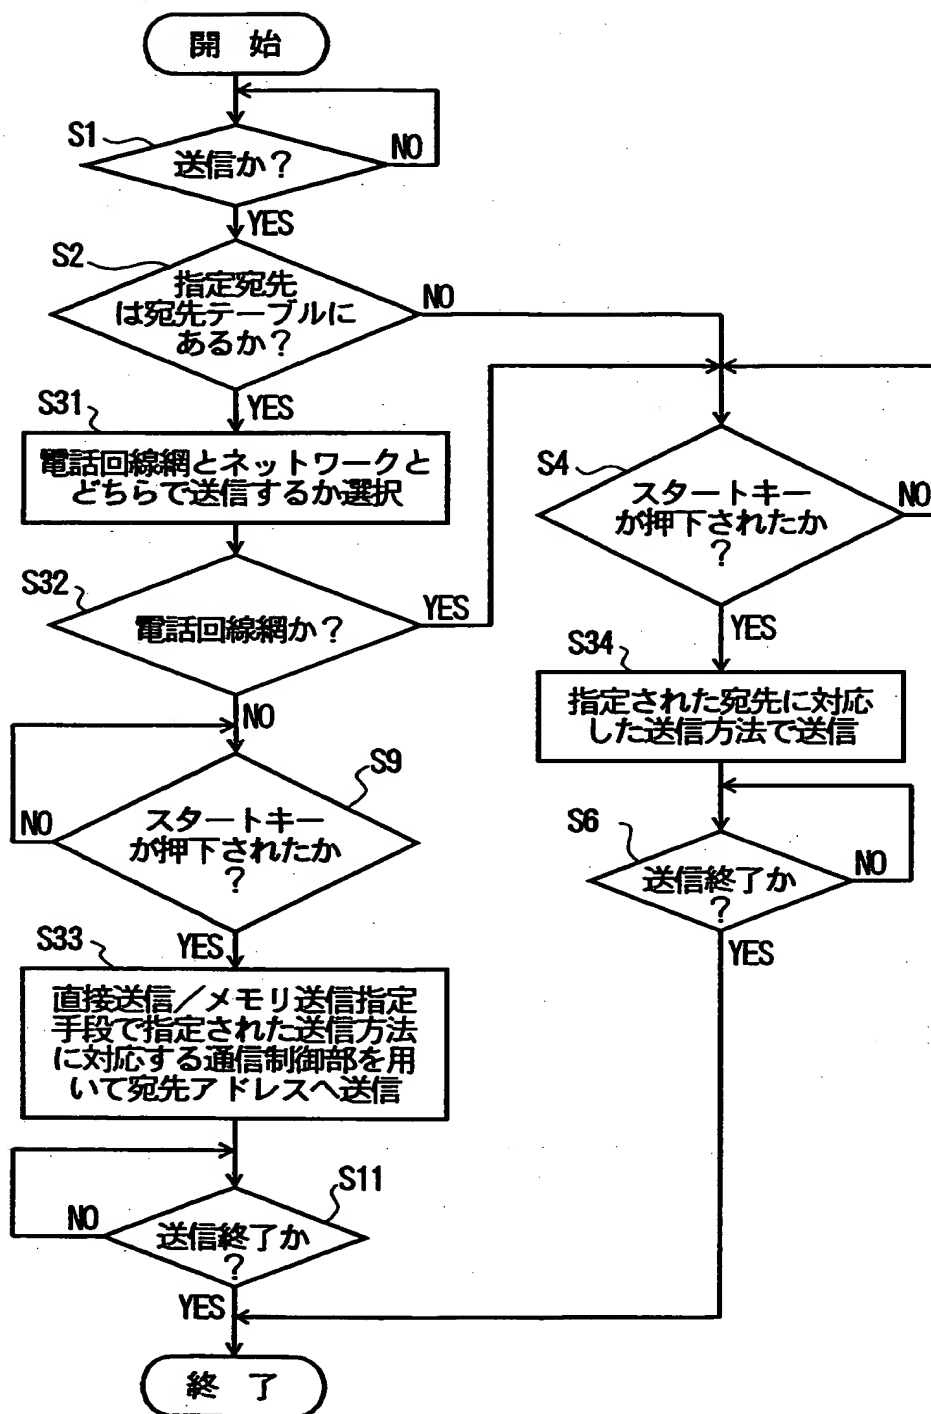 開 始
S1
送信か?
NO
YES
S2
指定宛先
は宛先テーブルに
あるか?
NO
YES
S31
電話回線網とネットワークと
どちらで送信するか選択
S32
電話回線網か?
YES
NO
S9
スタートキー
が押下されたか
?
NO
YES
S33
直接送信/メモリ送信指定
手段で指定された送信方法
に対応する通信制御部を用
いて宛先アドレスへ送信
S11
送信終了か
?
NO
YES
S4
スタートキー
が押下されたか
?
NO
YES
S34
指定された宛先に対応
した送信方法で送信
S6
送信終了か
?
NO
YES
終 了